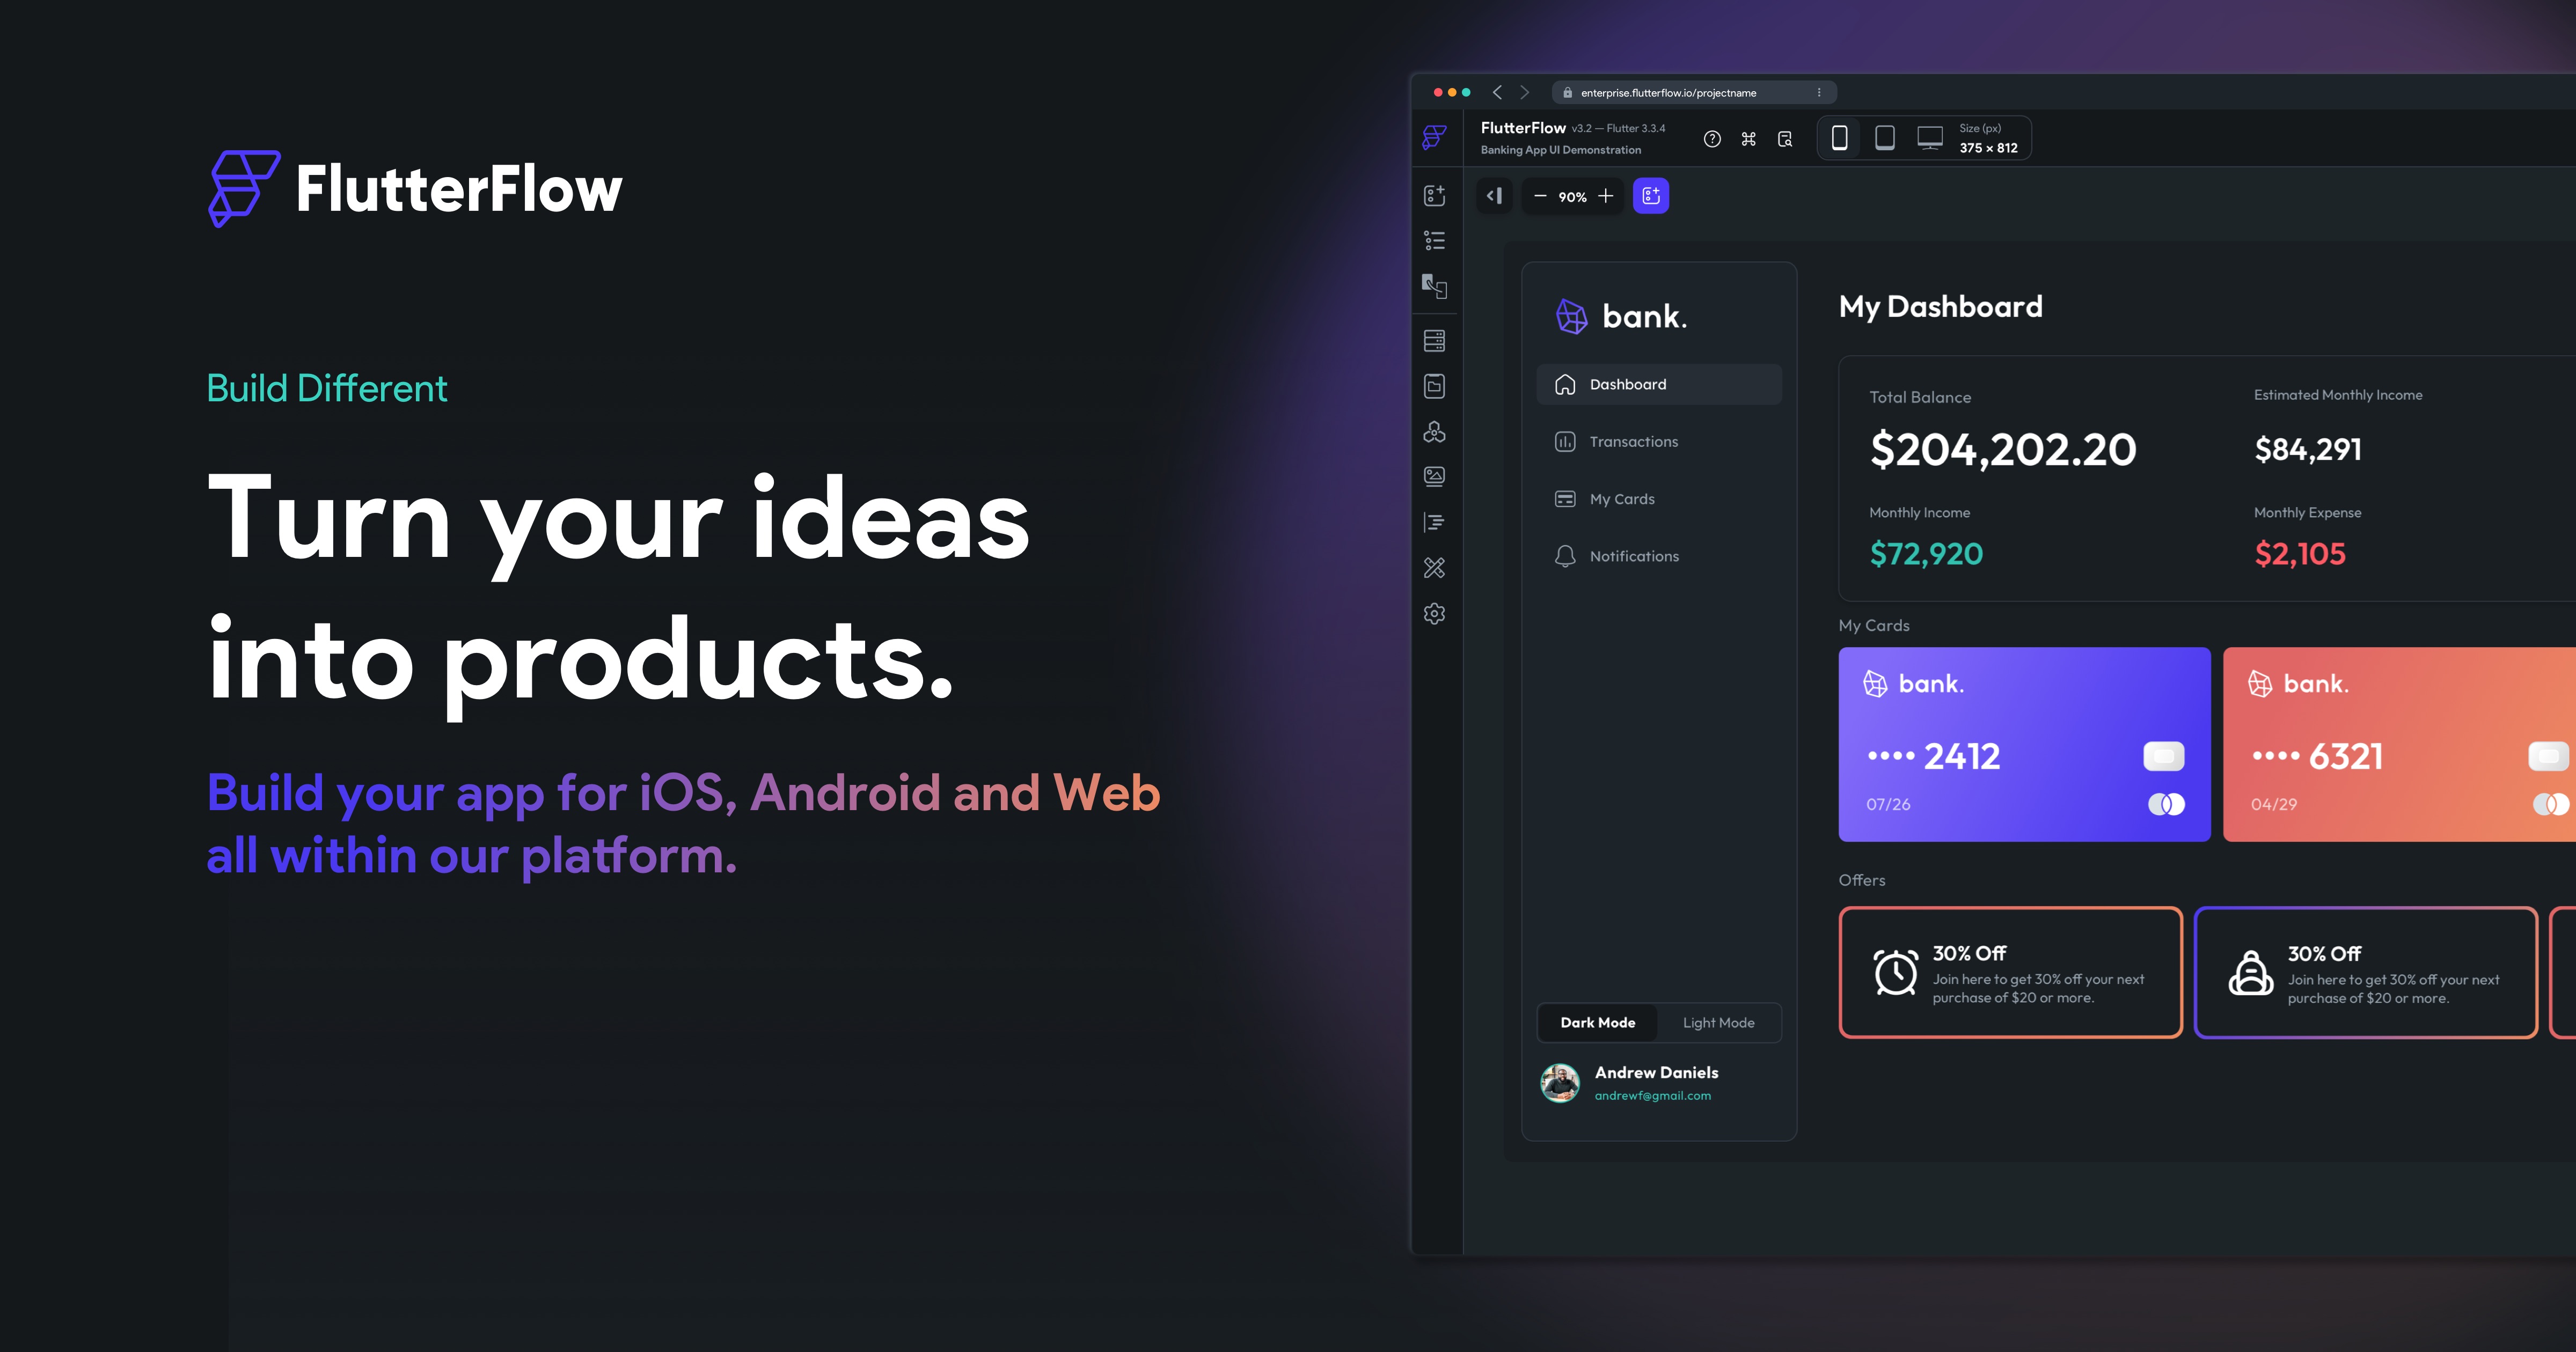 FlutterFlow
Build Different
Turn your ideas
into products.
Build your app for iOS, Android and Web
all within our platform.
enterprise.flutterflow.io/projectname
FlutterFlow v3.2 — Flutter 3.3.4
Banking App UI Demonstration
Size (px)
375 × 812
90%
bank.
Dashboard
Transactions
My Cards
Notifications
Dark Mode
Light Mode
Andrew Daniels
andrewf@gmail.com
My Dashboard
Total Balance
$204,202.20
Estimated Monthly Income
$84,291
Monthly Income
$72,920
Monthly Expense
$2,105
My Cards
bank.
•••• 2412
07/26
bank.
•••• 6321
04/29
Offers
30% Off
Join here to get 30% off your next
purchase of $20 or more.
30% Off
Join here to get 30% off your next
purchase of $20 or more.